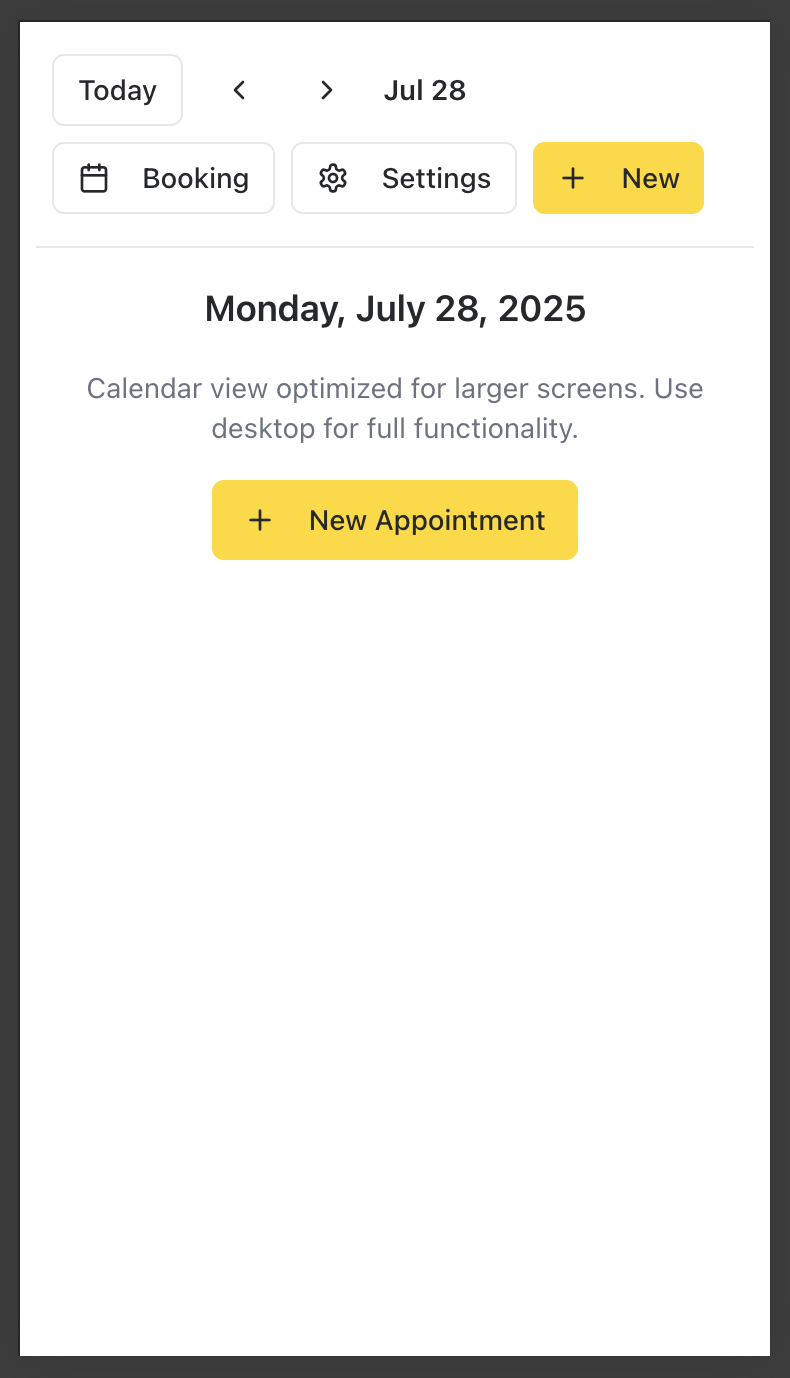 Today
Jul 28
Booking
Settings
New
Monday, July 28, 2025
Calendar view optimized for larger screens. Use
desktop for full functionality.
New Appointment